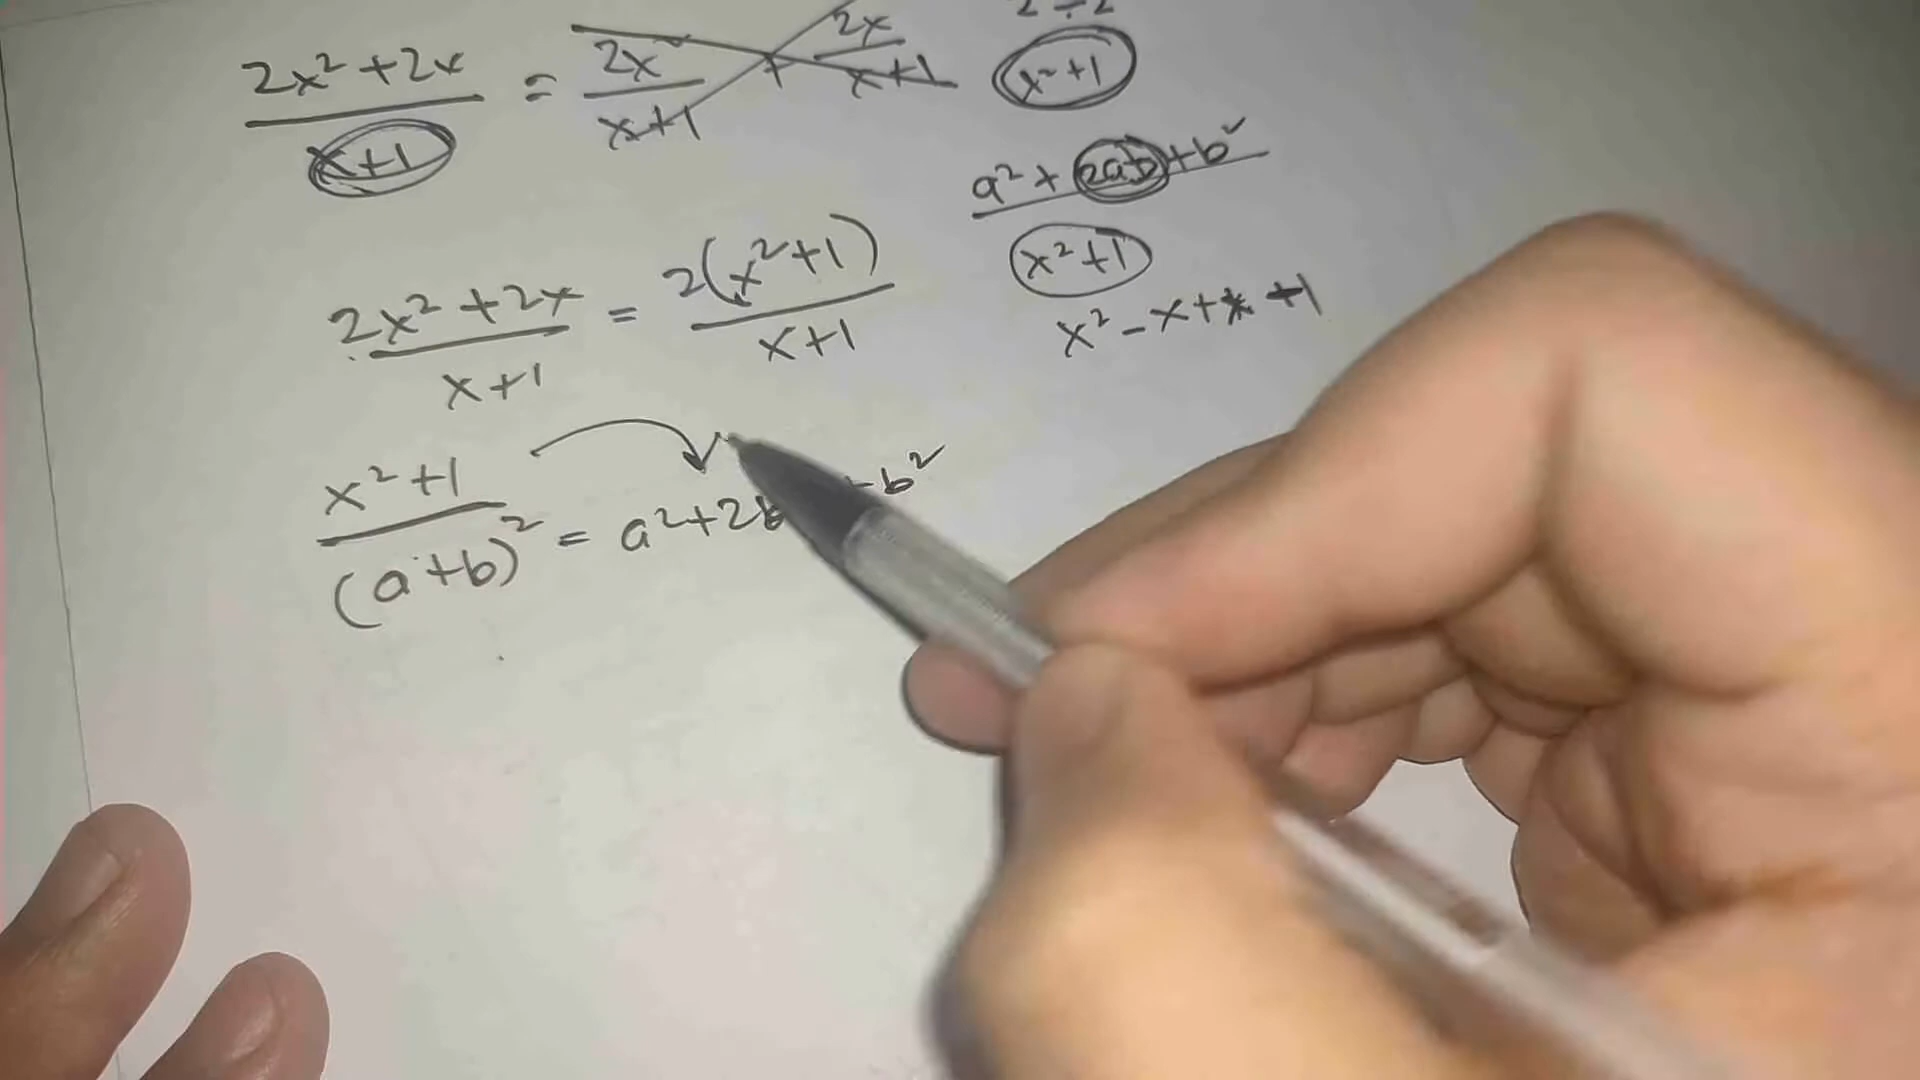 2x² + 2x / x+1 = 2x² / x+1 + 2x / x+1
x²+1
a² + 2ab + b²
x²+1
x² - x + x + 1
2x² + 2x / x+1 = 2(x²+1) / x+1
x²+1
(a+b)² = a² + 2 + b²